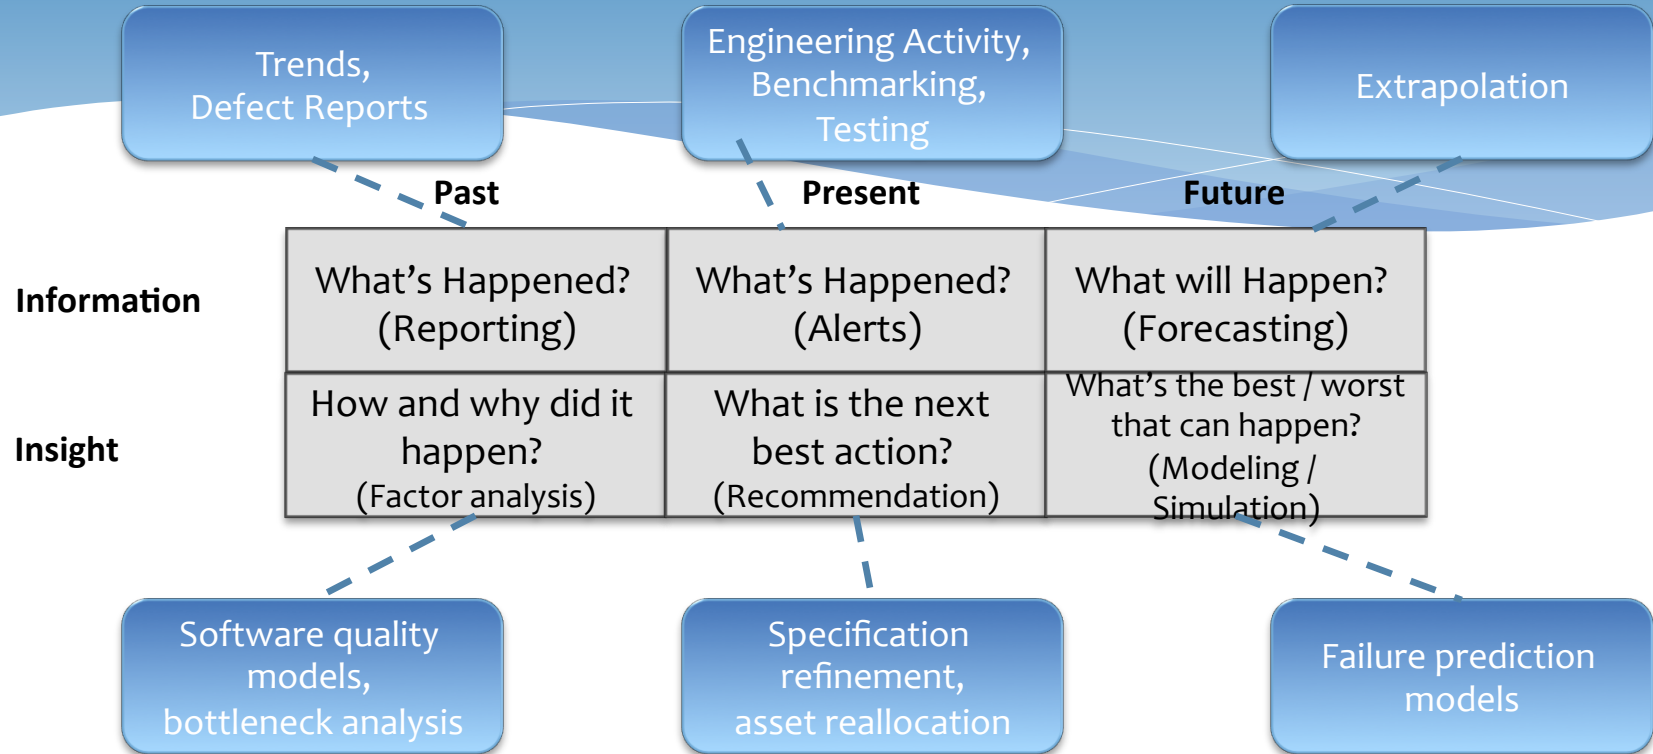 Trends,
Defect Reports
Engineering Activity,
Benchmarking,
Testing
Extrapolation
Past
Present
Future
Information
What's Happened?
(Reporting)
What's Happened?
(Alerts)
What will Happen?
(Forecasting)
Insight
How and why did it
happen?
(Factor analysis)
What is the next
best action?
(Recommendation)
What's the best / worst
that can happen?
(Modeling /
Simulation)
Software quality
models,
bottleneck analysis
Specification
refinement,
asset reallocation
Failure prediction
models